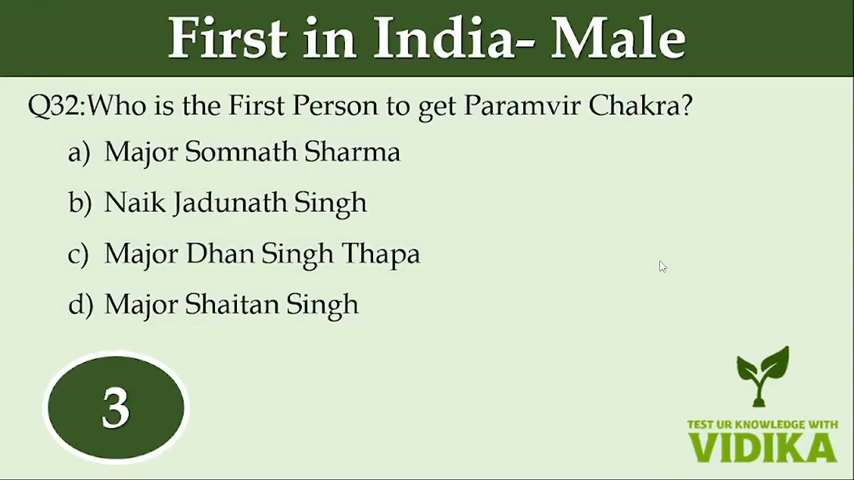 First in India- Male
Q32:Who is the First Person to get Paramvir Chakra?
a) Major Somnath Sharma
b) Naik Jadunath Singh
c) Major Dhan Singh Thapa
d) Major Shaitan Singh
3
TEST UR KNOWLEDGE WITH
VIDIKA